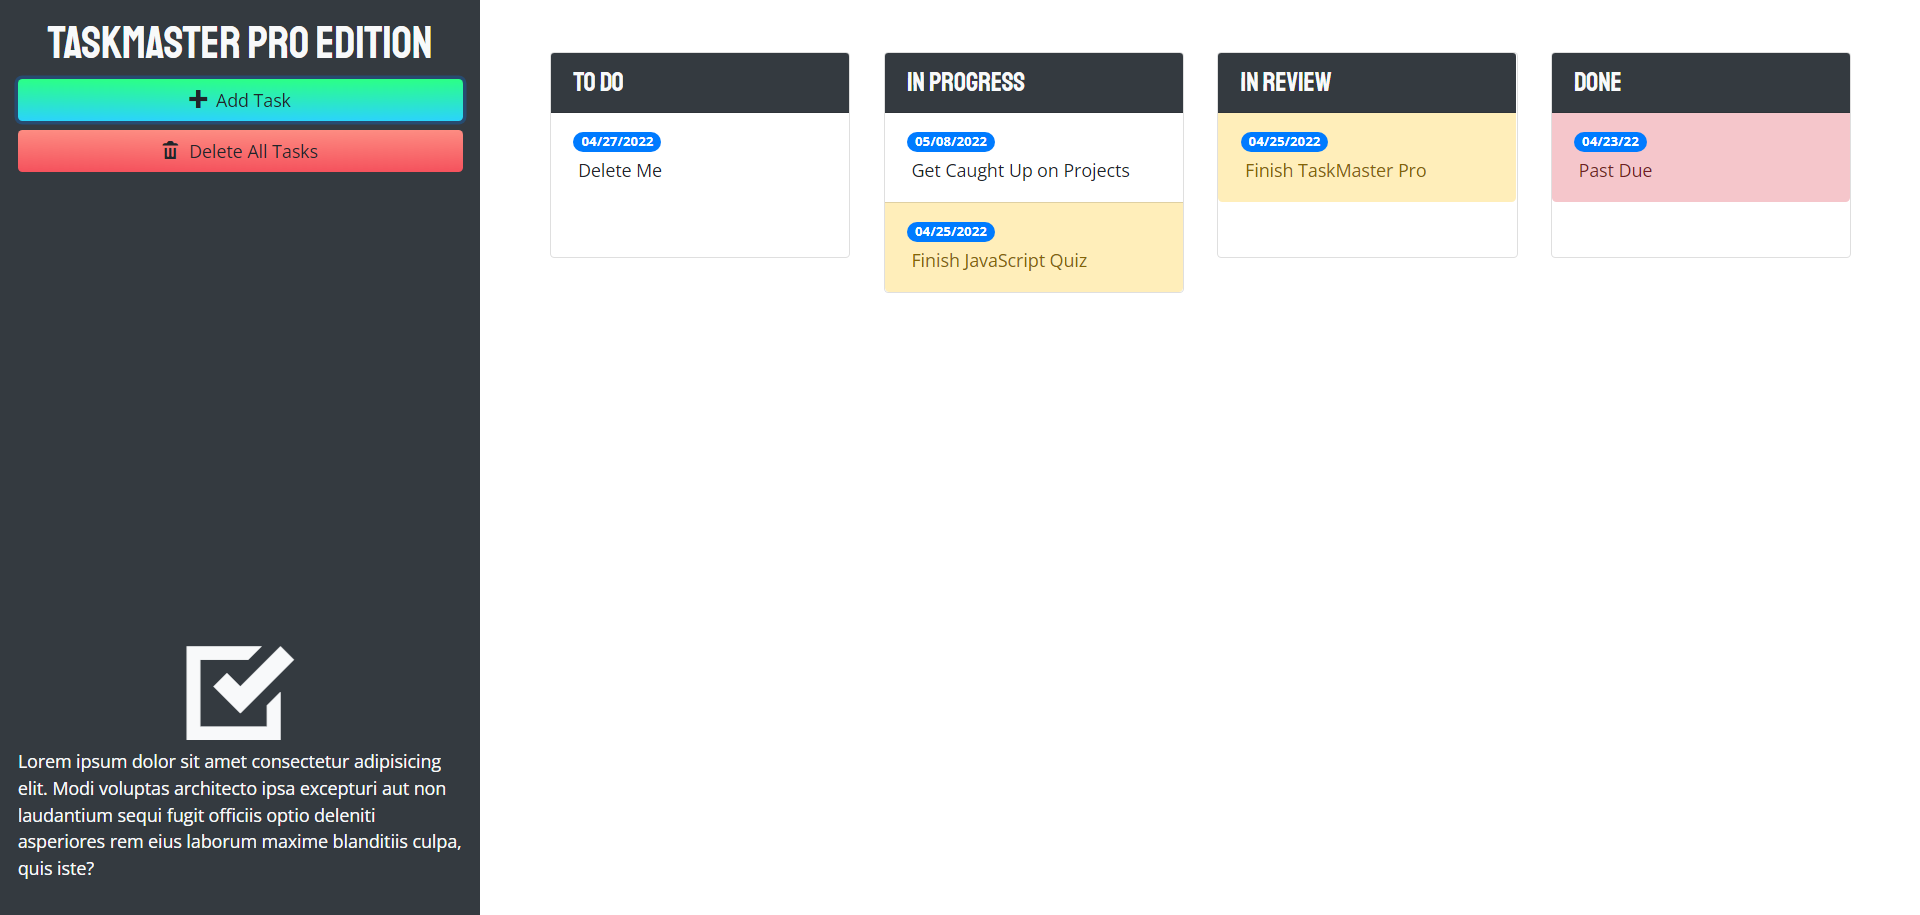 TASKMASTER PRO EDITION
Add Task
Delete All Tasks
Lorem ipsum dolor sit amet consectetur adipisicing
elit. Modi voluptas architecto ipsa excepturi aut non
laudantium sequi fugit officiis optio deleniti
asperiores rem eius laborum maxime blanditiis culpa,
quis iste?
TO DO
04/27/2022
Delete Me
IN PROGRESS
05/08/2022
Get Caught Up on Projects
04/25/2022
Finish JavaScript Quiz
IN REVIEW
04/25/2022
Finish TaskMaster Pro
DONE
04/23/22
Past Due